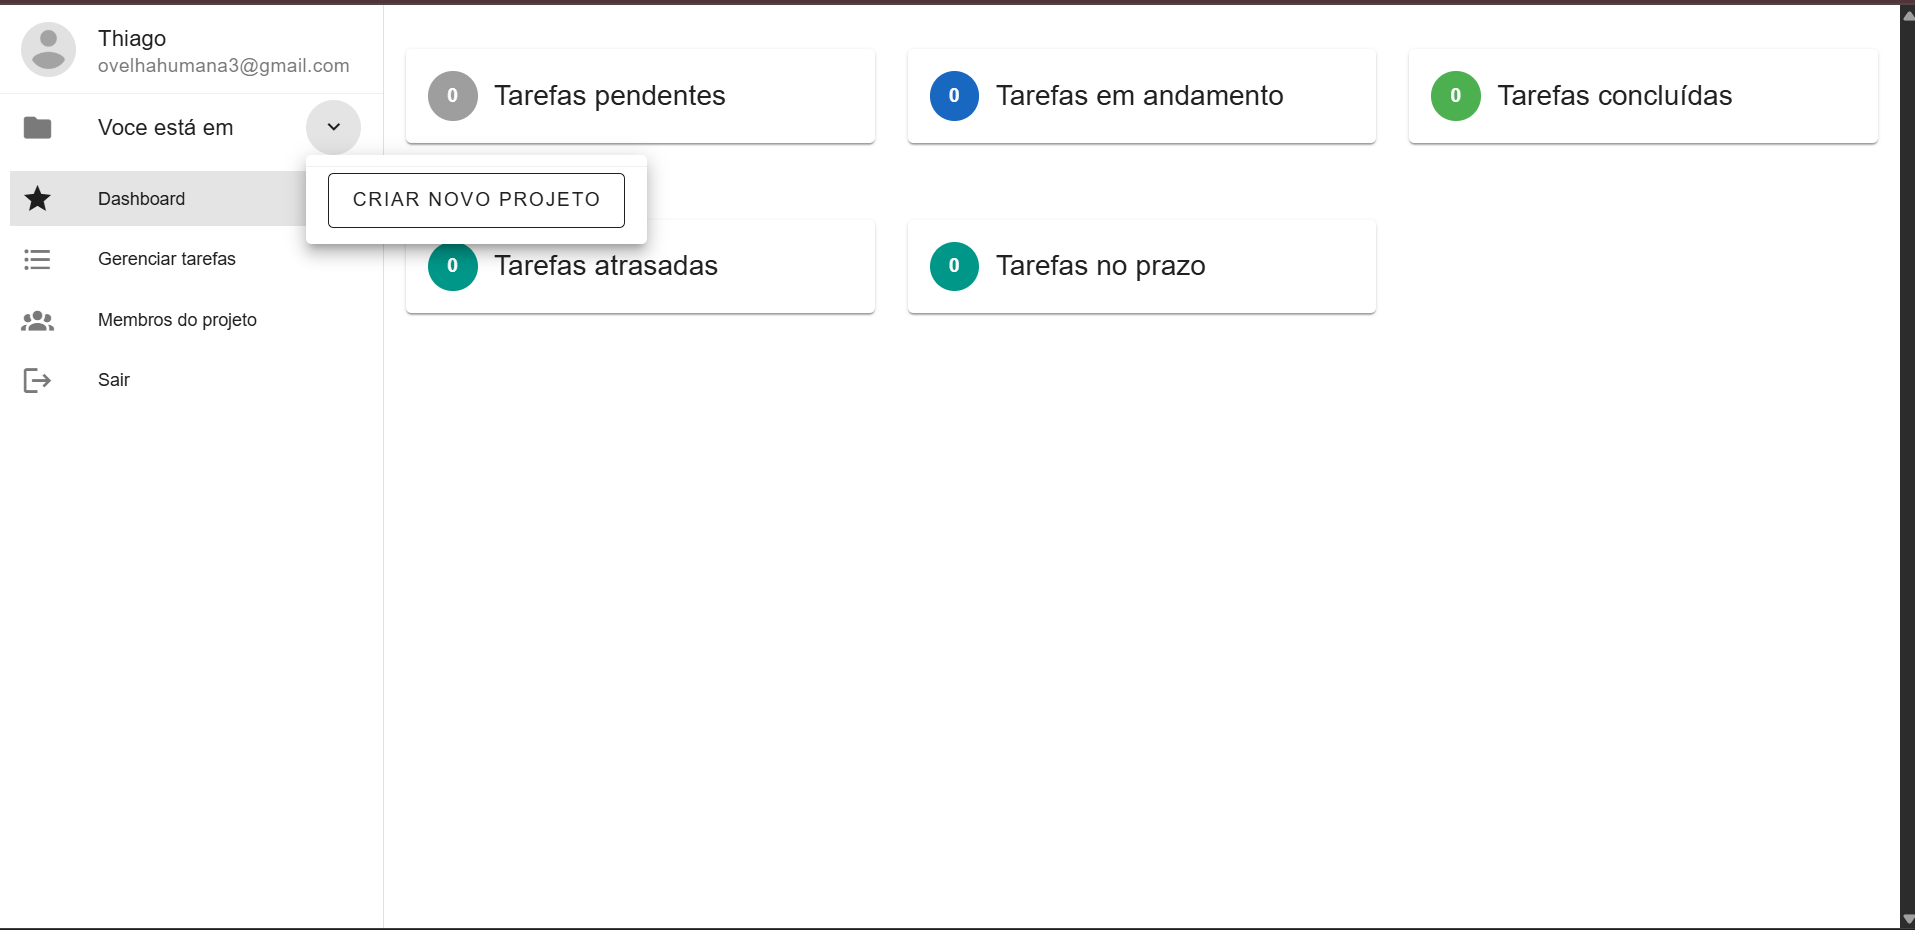 Thiago
ovelhahumana3@gmail.com
Voce está em
Dashboard
Gerenciar tarefas
Membros do projeto
Sair
CRIAR NOVO PROJETO
0 Tarefas pendentes
0 Tarefas em andamento
0 Tarefas concluídas
0 Tarefas atrasadas
0 Tarefas no prazo